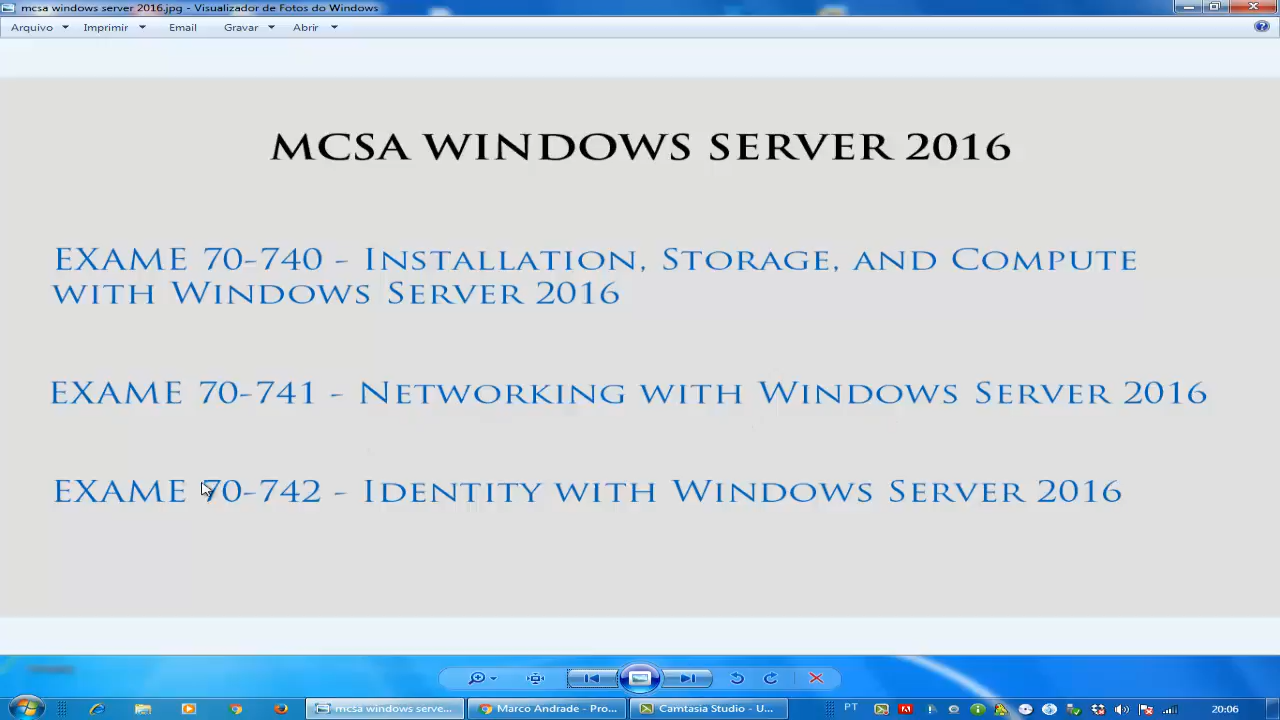 mcsa windows server 2016.jpg - Visualizador de Fotos do Windows
Arquivo Imprimir Email Gravar Abrir
MCSA WINDOWS SERVER 2016
EXAME 70-740 - INSTALLATION, STORAGE, AND COMPUTE
WITH WINDOWS SERVER 2016
EXAME 70-741 - NETWORKING WITH WINDOWS SERVER 2016
EXAME 70-742 - IDENTITY WITH WINDOWS SERVER 2016
mcsa windows serve... Marco Andrade - Pro... Camtasia Studio - U... PT 20:06